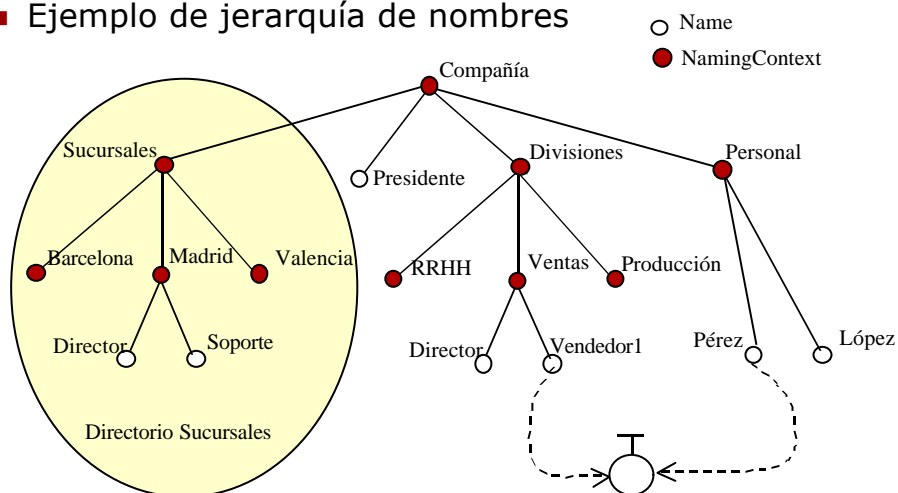 Ejemplo de jerarquía de nombres
Name
NamingContext
Compañía
Sucursales
Presidente
Divisiones
Personal
Barcelona
Madrid
Valencia
RRHH
Ventas
Producción
Director
Soporte
Director
Vendedor1
Pérez
López
Directorio Sucursales